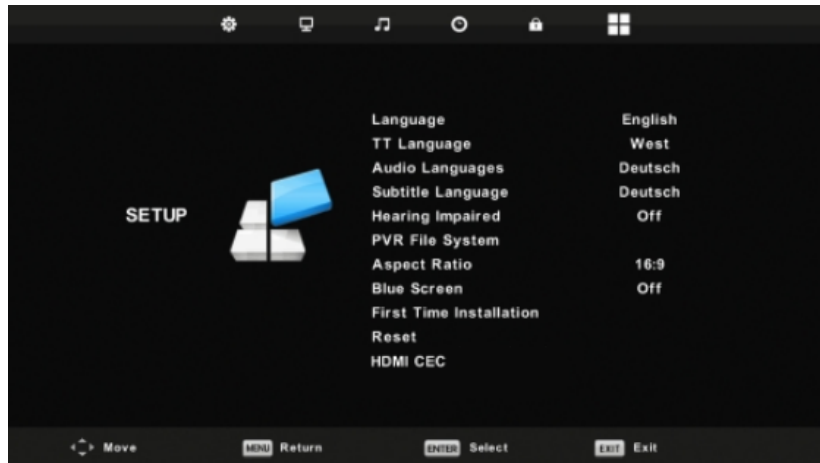 Language English
TT Language West
Audio Languages Deutsch
Subtitle Language Deutsch
SETUP
Hearing Impaired Off
PVR File System
Aspect Ratio 16:9
Blue Screen Off
First Time Installation
Reset
HDMI CEC
Move MENU Return ENTER Select EXIT Exit